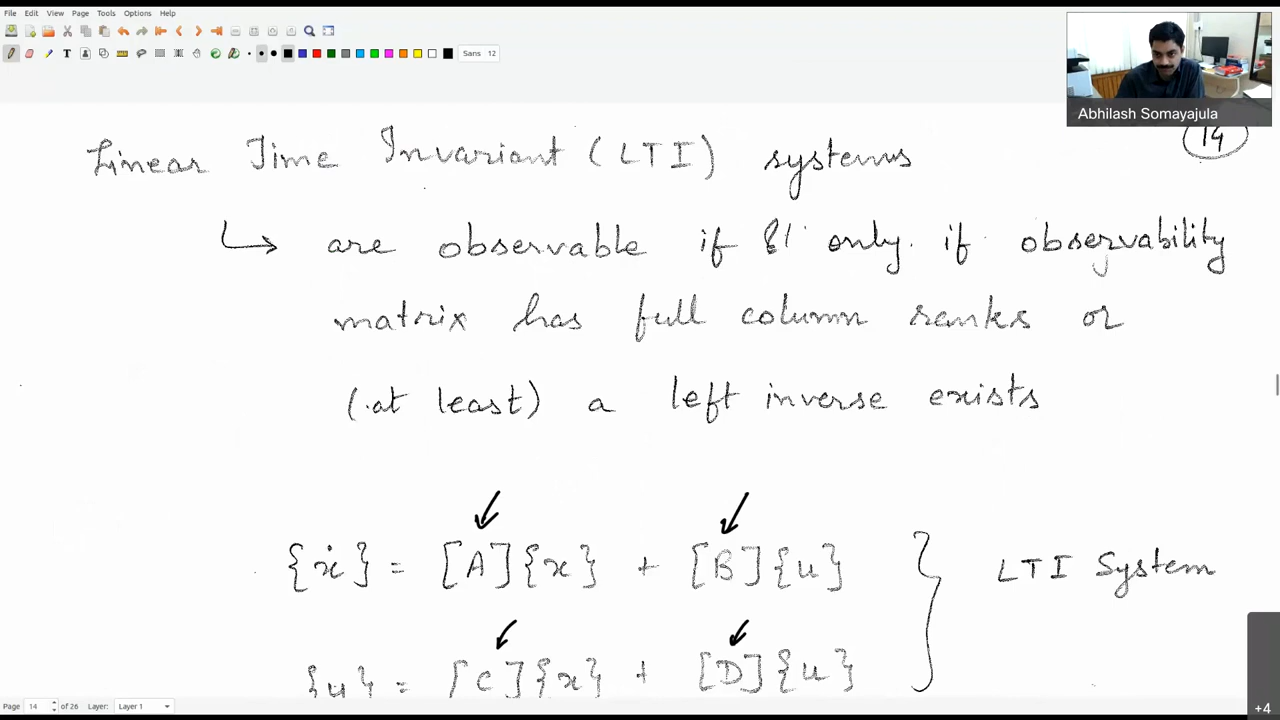 File Edit View Page Tools Options Help
Sans 12
Abhilash Somayajula
14
Linear Time Invariant (LTI) systems
↳ are observable if & only if observability
matrix has full column ranks or
(at least) a left inverse exists
{ẋ} = [A]{x} + [B]{u}
LTI System
{y} = [C]{x} + [D]{u}
Page 14 of 26 Layer: Layer 1
+4